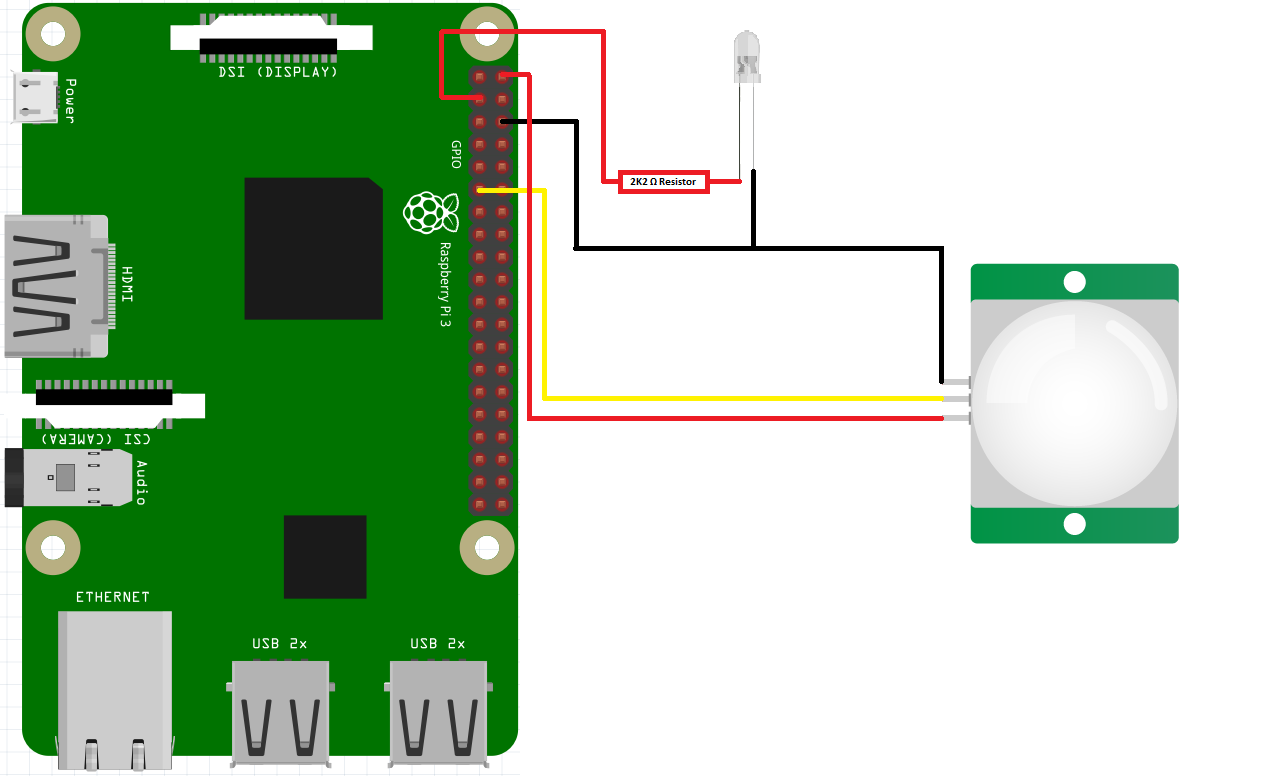 DSI (DISPLAY)
Power
GPIO
2K2 Ω Resistor
Raspberry Pi 3
HDMI
CSI (CAMERA)
Audio
ETHERNET
USB 2x
USB 2x